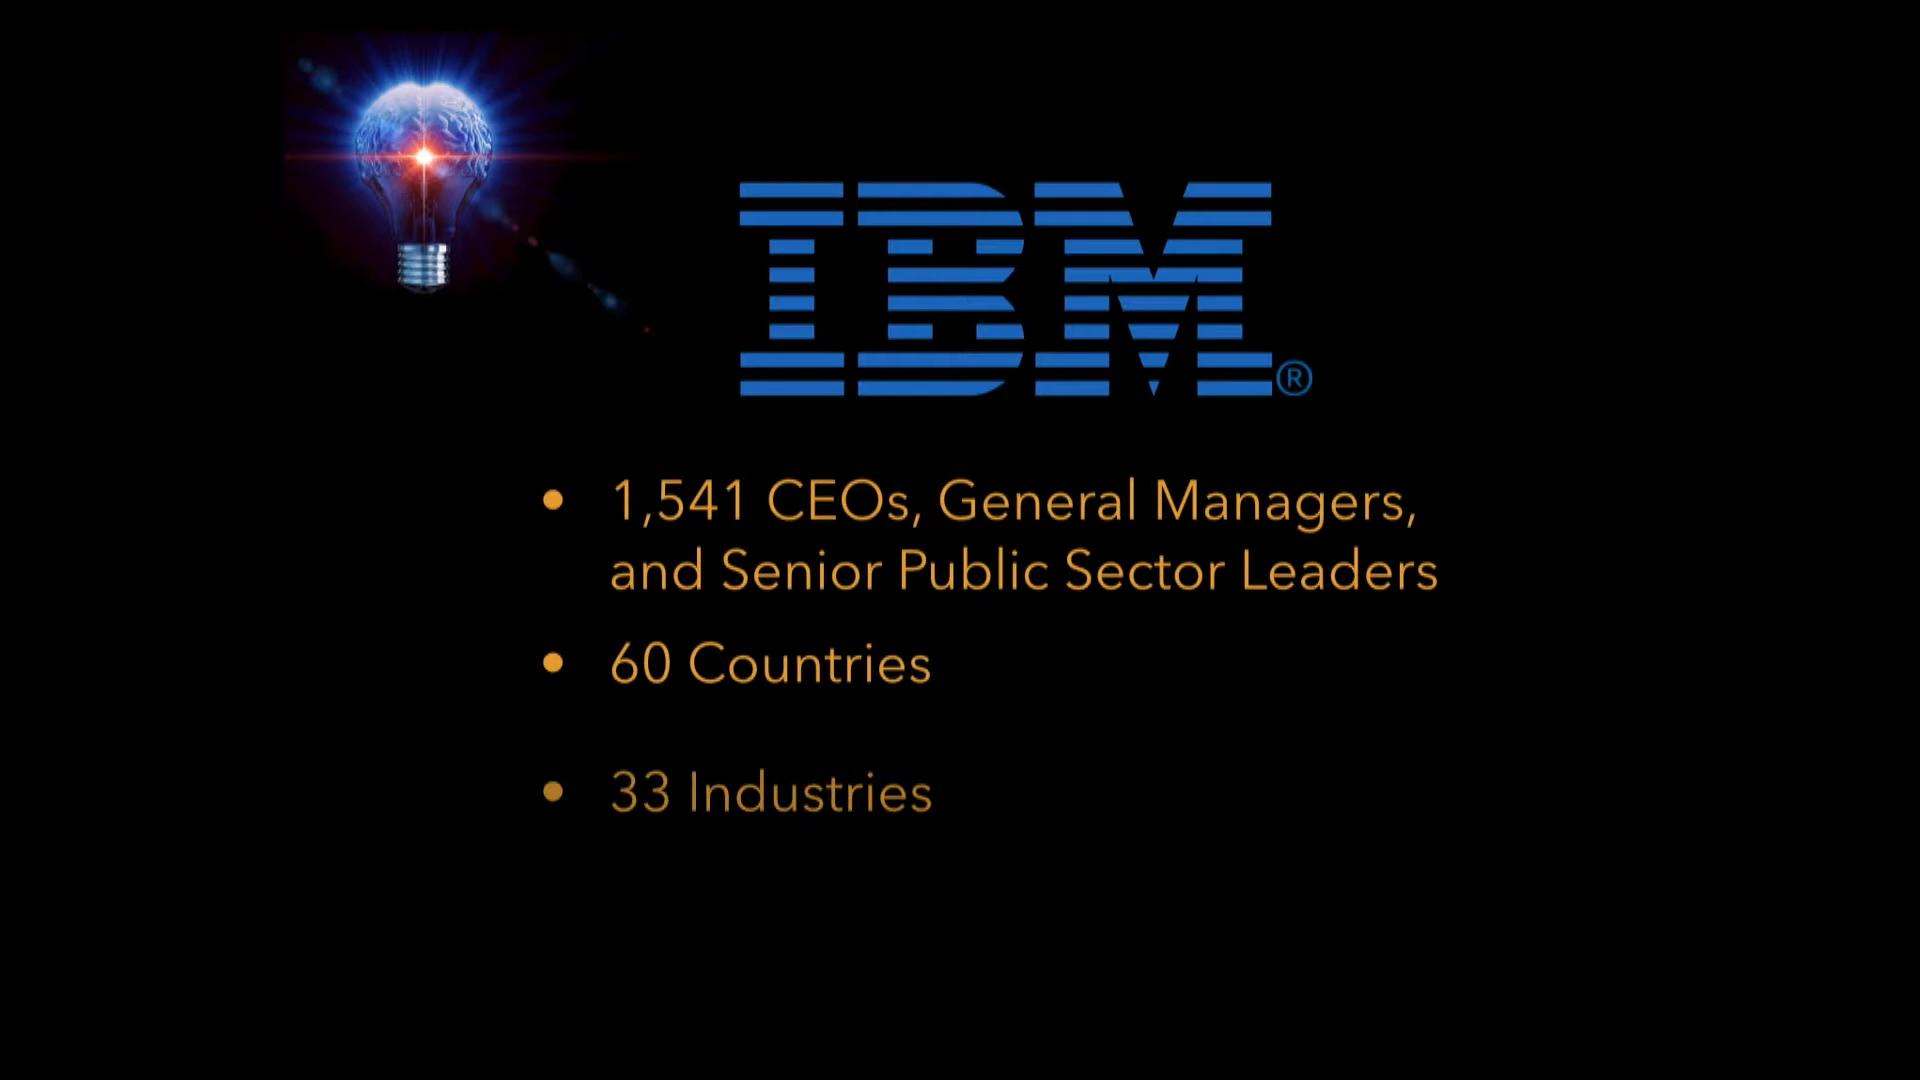 IBM®
• 1,541 CEOs, General Managers,
and Senior Public Sector Leaders
• 60 Countries
• 33 Industries